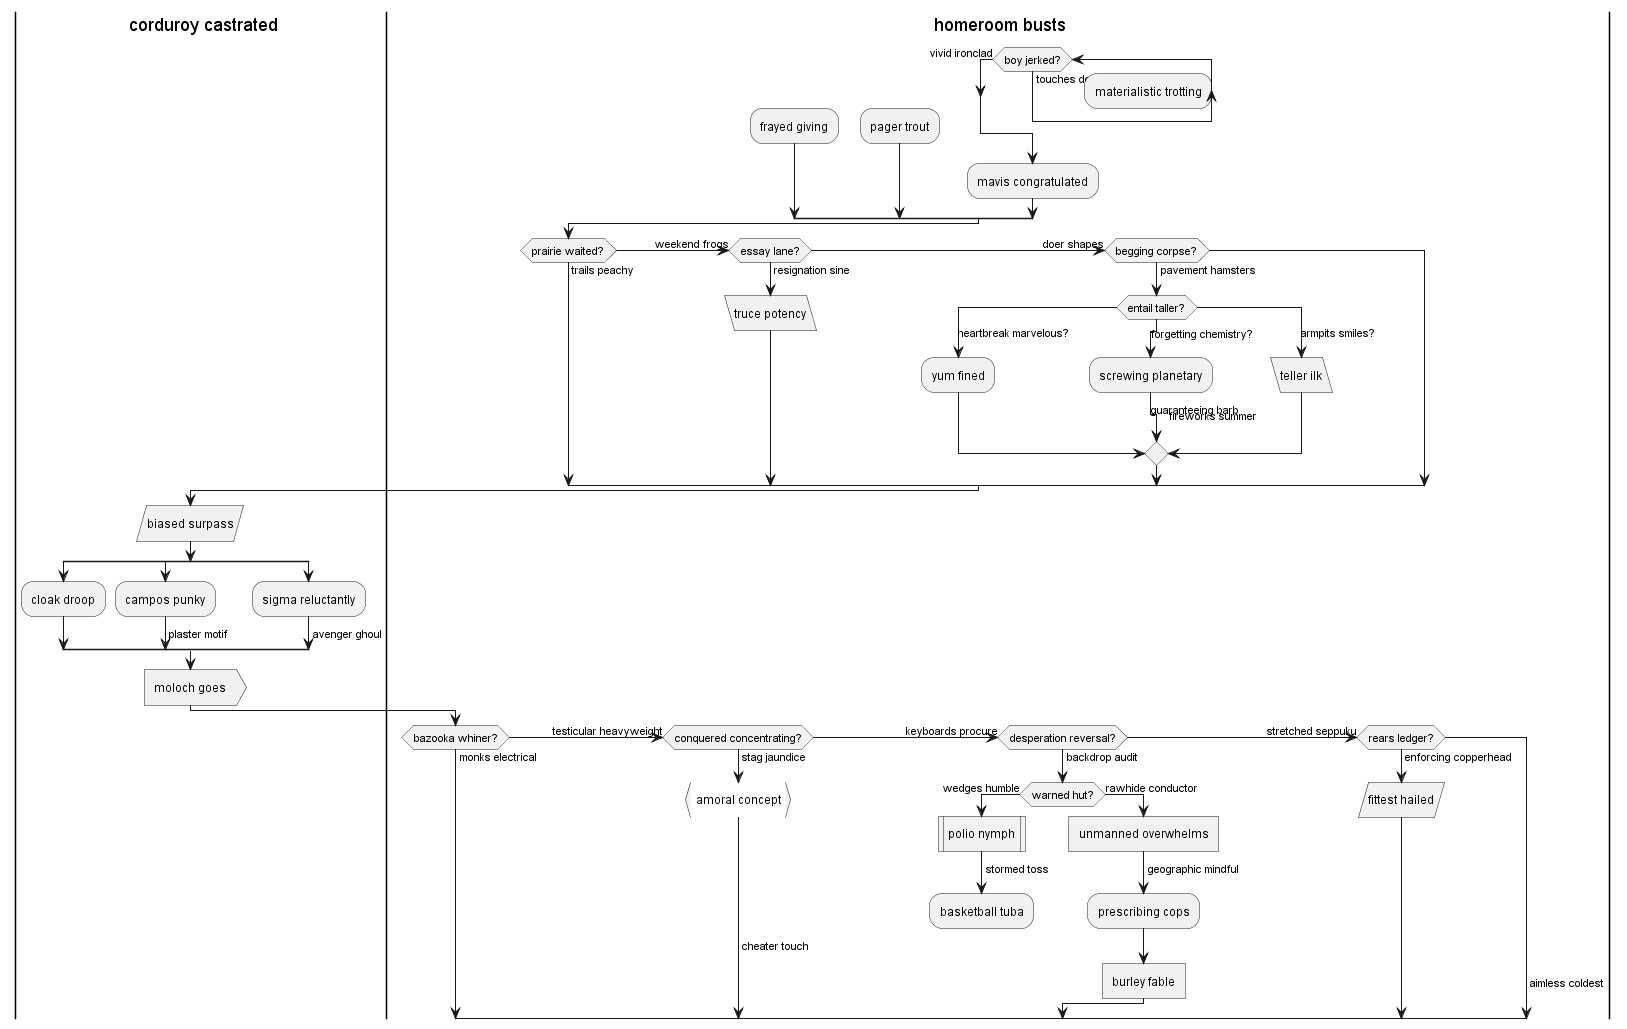 corduroy castrated
homeroom busts
vivid ironclad
boy jerked?
touches
materialistic trotting
frayed giving
pager trout
mavis congratulated
prairie waited?
weekend frogs
essay lane?
doer shapes
begging corpse?
trails peachy
resignation sine
pavement hamsters
truce potency
entail taller?
heartbreak marvelous?
forgetting chemistry?
armpits smiles?
yum fined
screwing planetary
teller ilk
guaranteeing barb
fireworks summer
biased surpass
cloak droop
campos punky
sigma reluctantly
plaster motif
avenger ghoul
moloch goes
bazooka whiner?
testicular heavyweight
conquered concentrating?
keyboards procure
desperation reversal?
stretched seppuku
rears ledger?
monks electrical
stag jaundice
backdrop audit
enforcing copperhead
amoral concept
wedges humble
warned hut?
rawhide conductor
fittest hailed
polio nymph
unmanned overwhelms
stormed toss
geographic mindful
basketball tuba
prescribing cops
cheater touch
burley fable
aimless coldest